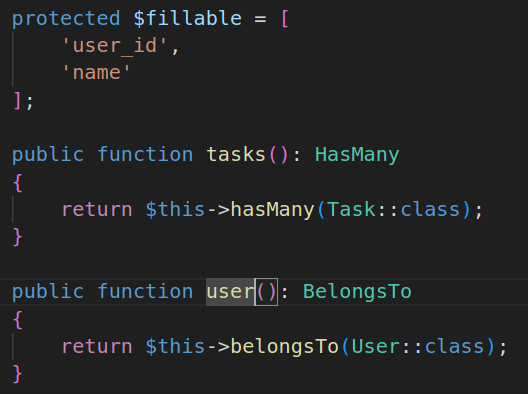 protected $fillable = [
    'user_id',
    'name'
];

public function tasks(): HasMany
{
    return $this->hasMany(Task::class);
}

public function user(): BelongsTo
{
    return $this->belongsTo(User::class);
}